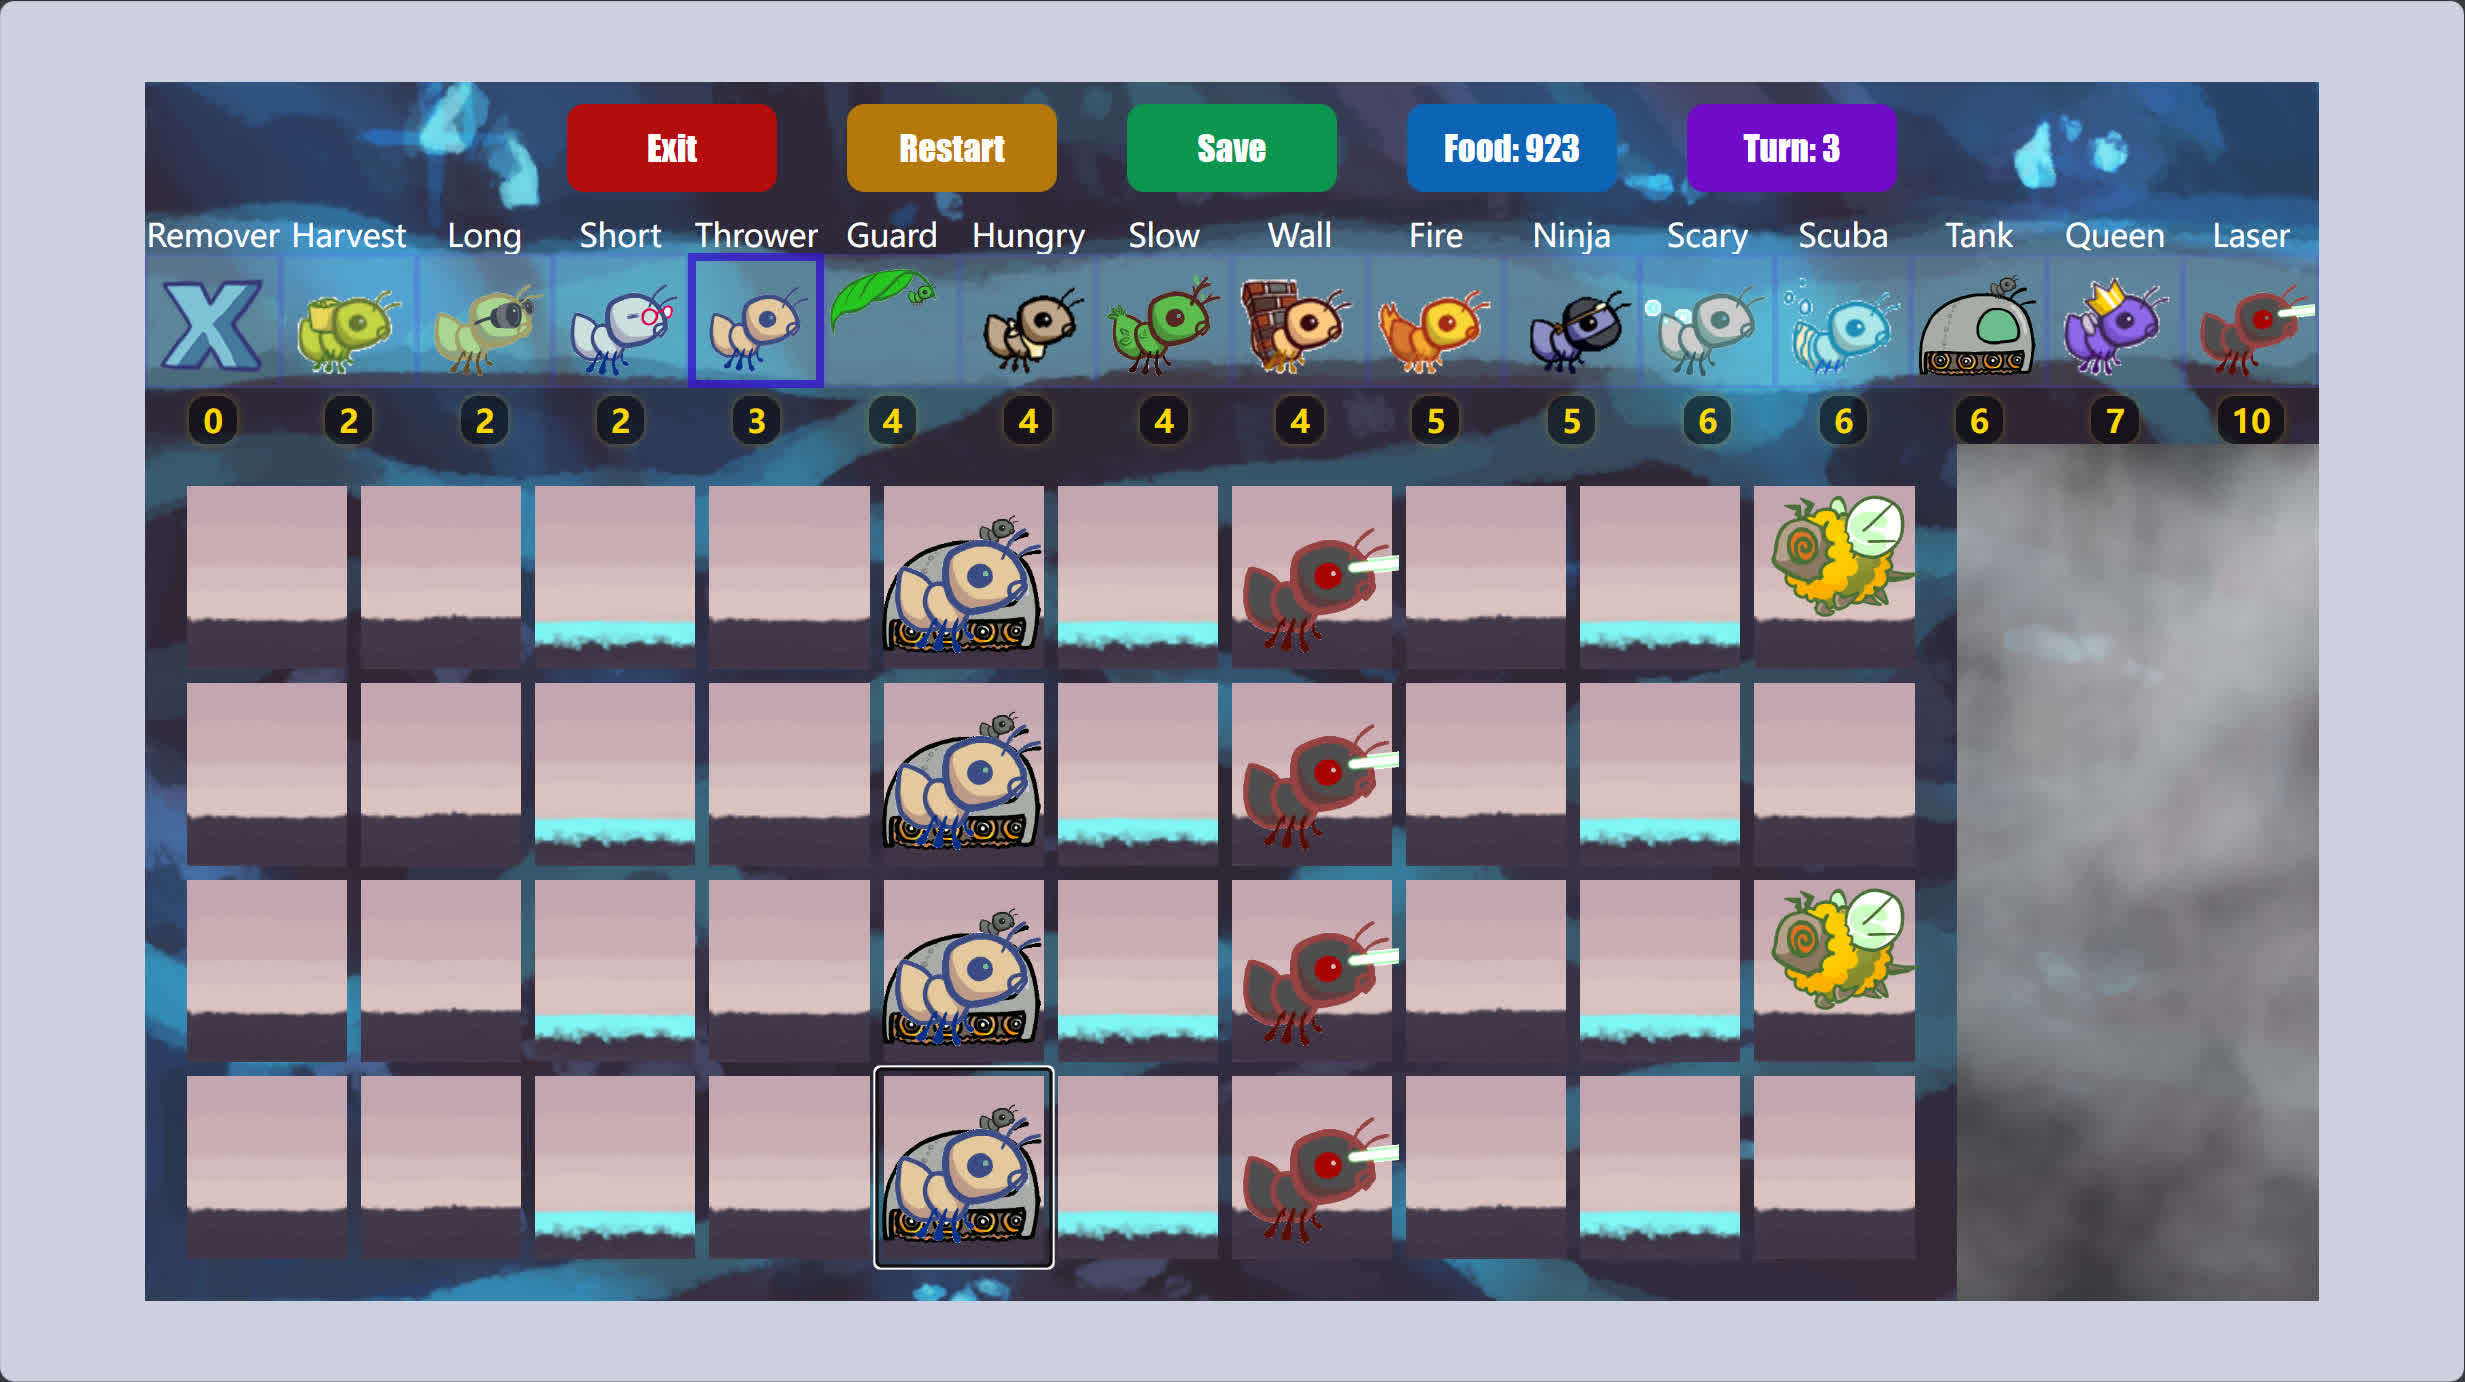 Exit Restart Save Food: 923 Turn: 3
Remover Harvest Long Short Thrower Guard Hungry Slow Wall Fire Ninja Scary Scuba Tank Queen Laser
X
0 2 2 2 3 4 4 4 4 5 5 6 6 6 7 10